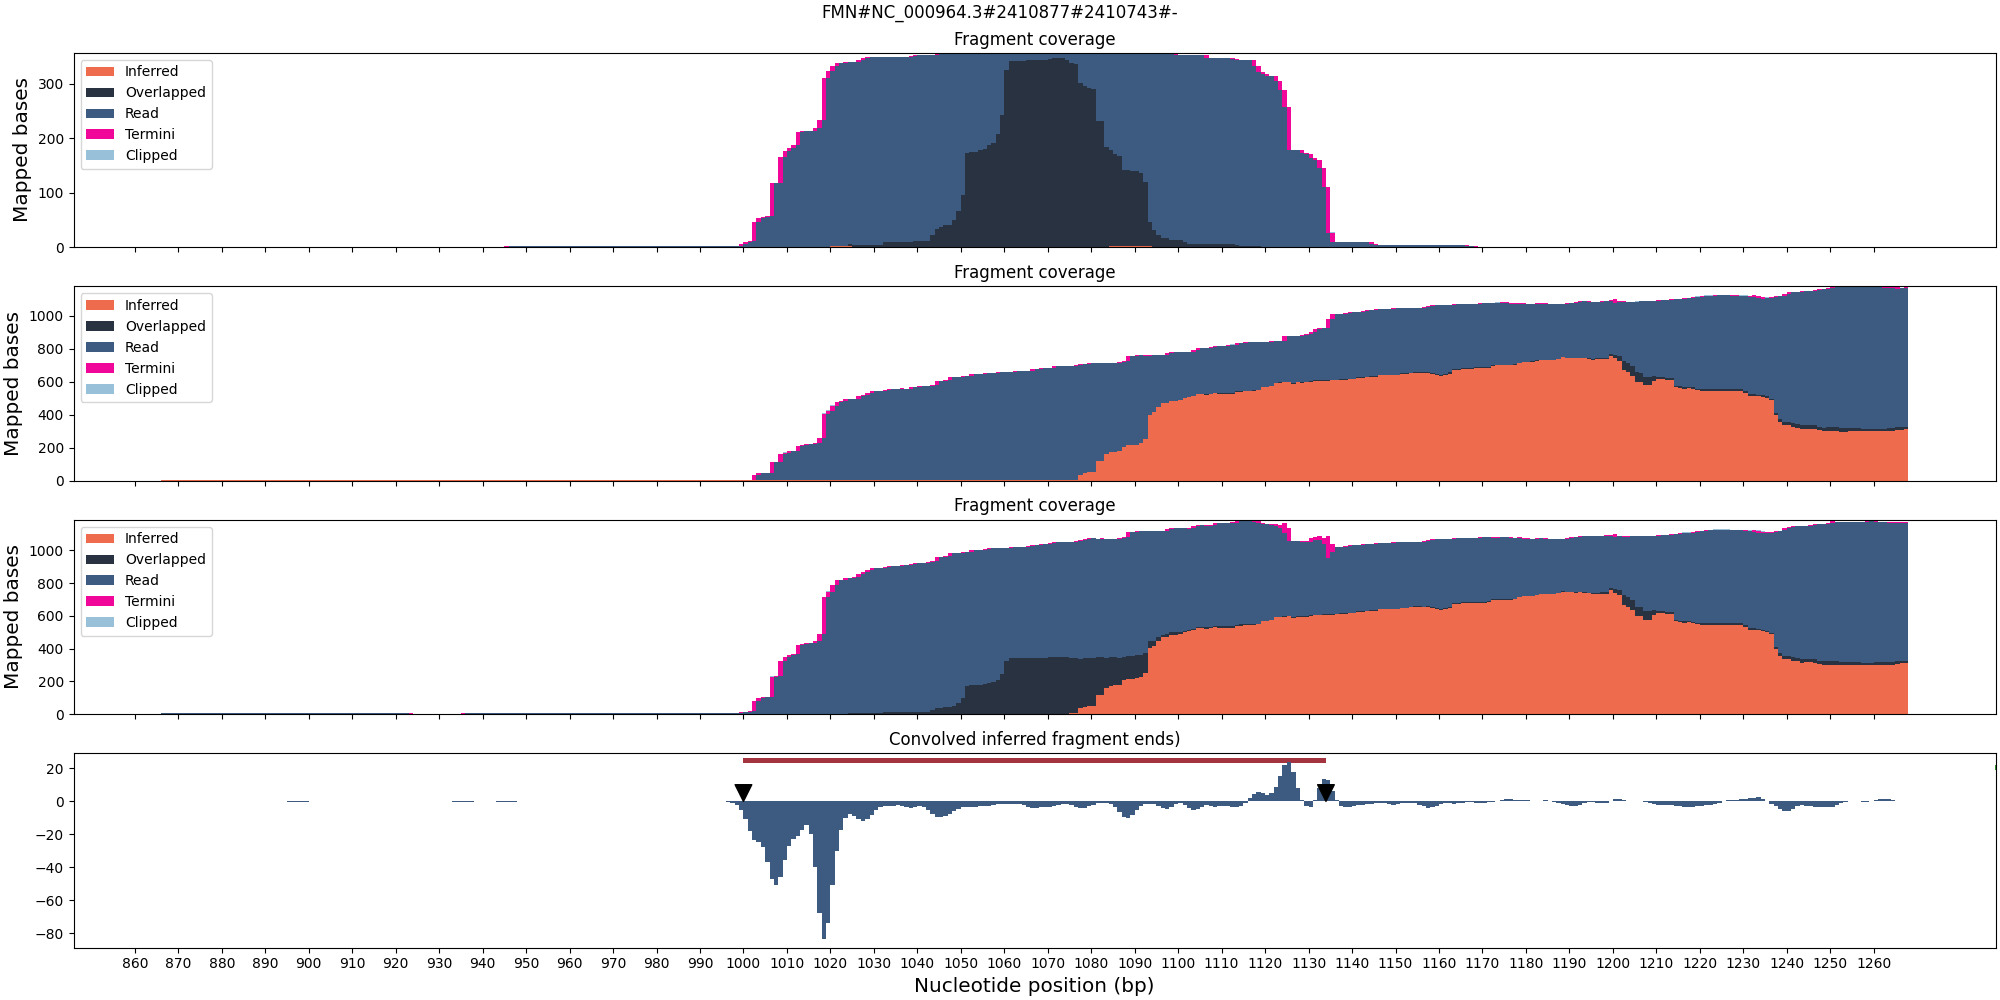 FMN#NC_000964.3#2410877#2410743#-
Fragment coverage
Mapped bases
300
200
100
0
Inferred
Overlapped
Read
Termini
Clipped
Fragment coverage
Mapped bases
1000
800
600
400
200
0
Inferred
Overlapped
Read
Termini
Clipped
Fragment coverage
Mapped bases
1000
800
600
400
200
0
Inferred
Overlapped
Read
Termini
Clipped
Convolved inferred fragment ends)
20
0
−20
−40
−60
−80
860 870 880 890 900 910 920 930 940 950 960 970 980 990 1000 1010 1020 1030 1040 1050 1060 1070 1080 1090 1100 1110 1120 1130 1140 1150 1160 1170 1180 1190 1200 1210 1220 1230 1240 1250 1260
Nucleotide position (bp)